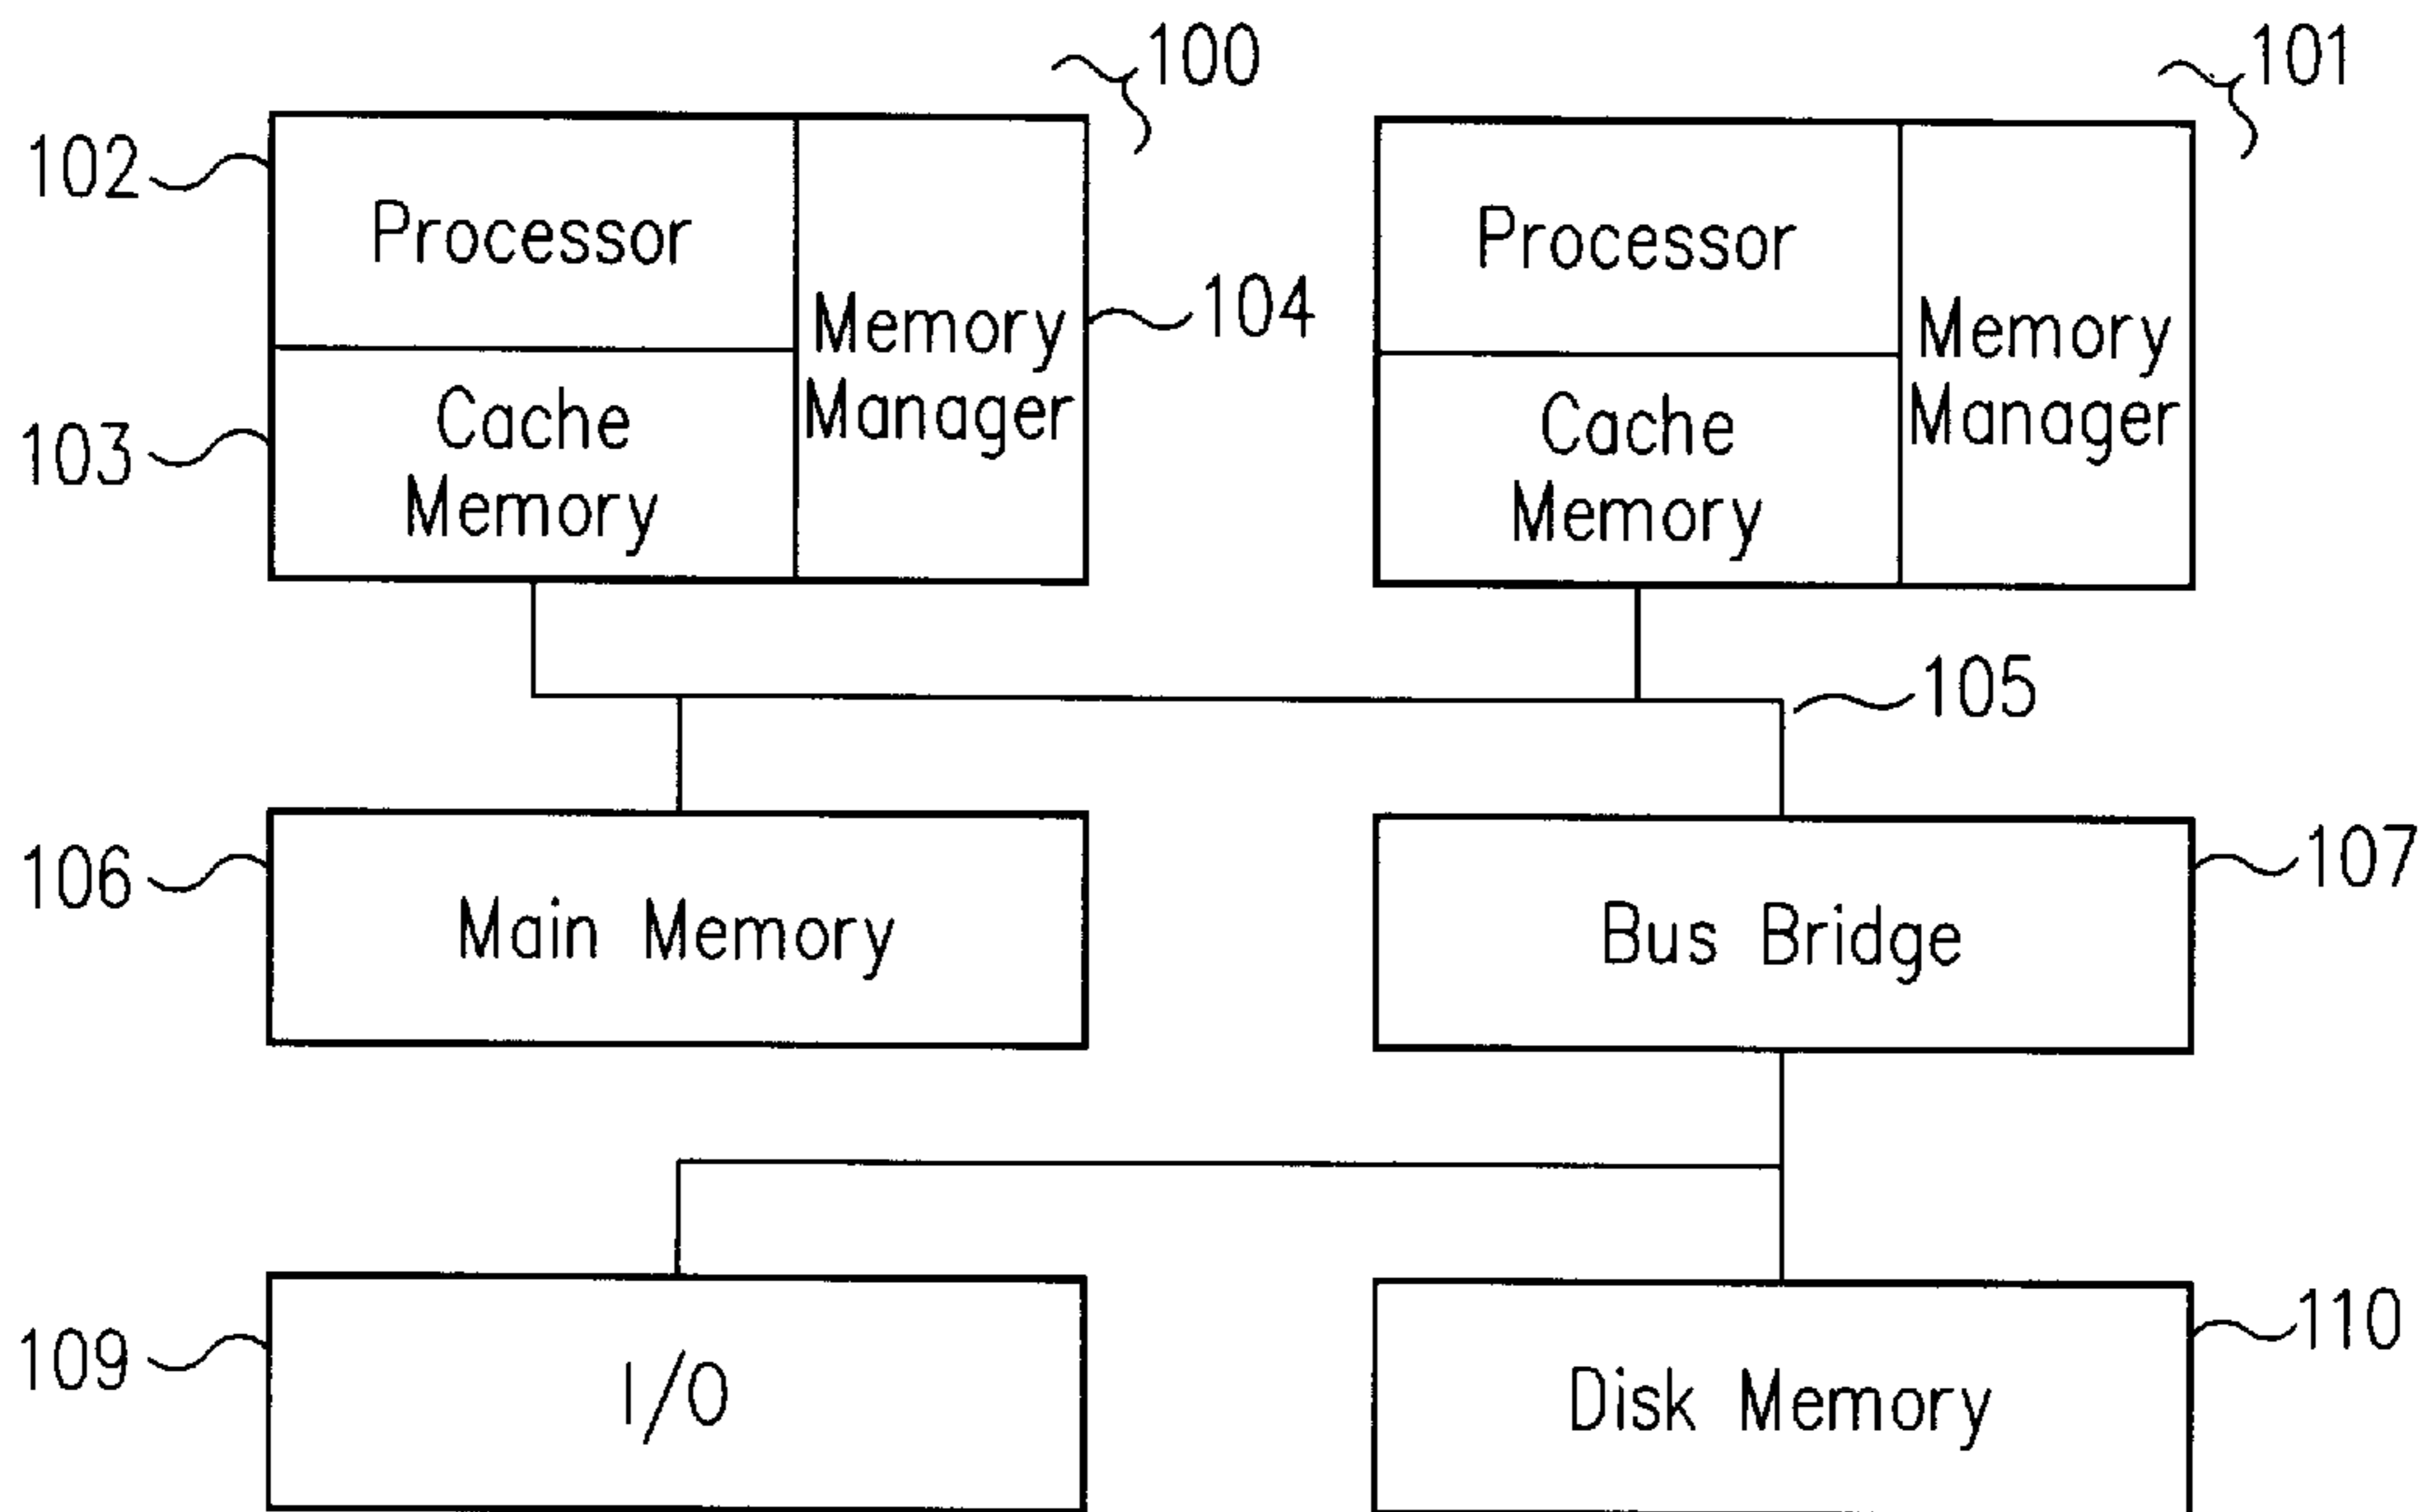 100
101
102
Processor
Memory
Manager
104
103
Cache
Memory
Processor
Memory
Manager
Cache
Memory
105
106
Main Memory
Bus Bridge
107
109
I/O
Disk Memory
110